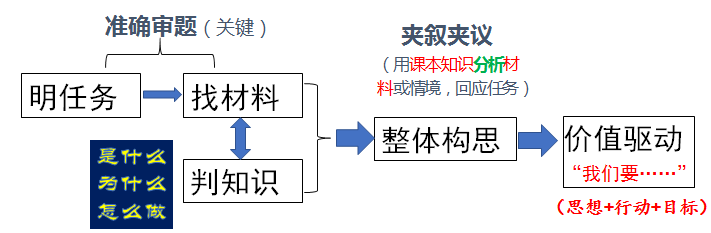 准确审题（关键）
夹叙夹议
（用课本知识分析材
料或情境，回应任务）
明任务
找材料
判知识
是什么
为什么
怎么做
整体构思
价值驱动
“我们要……”
（思想+行动+目标）